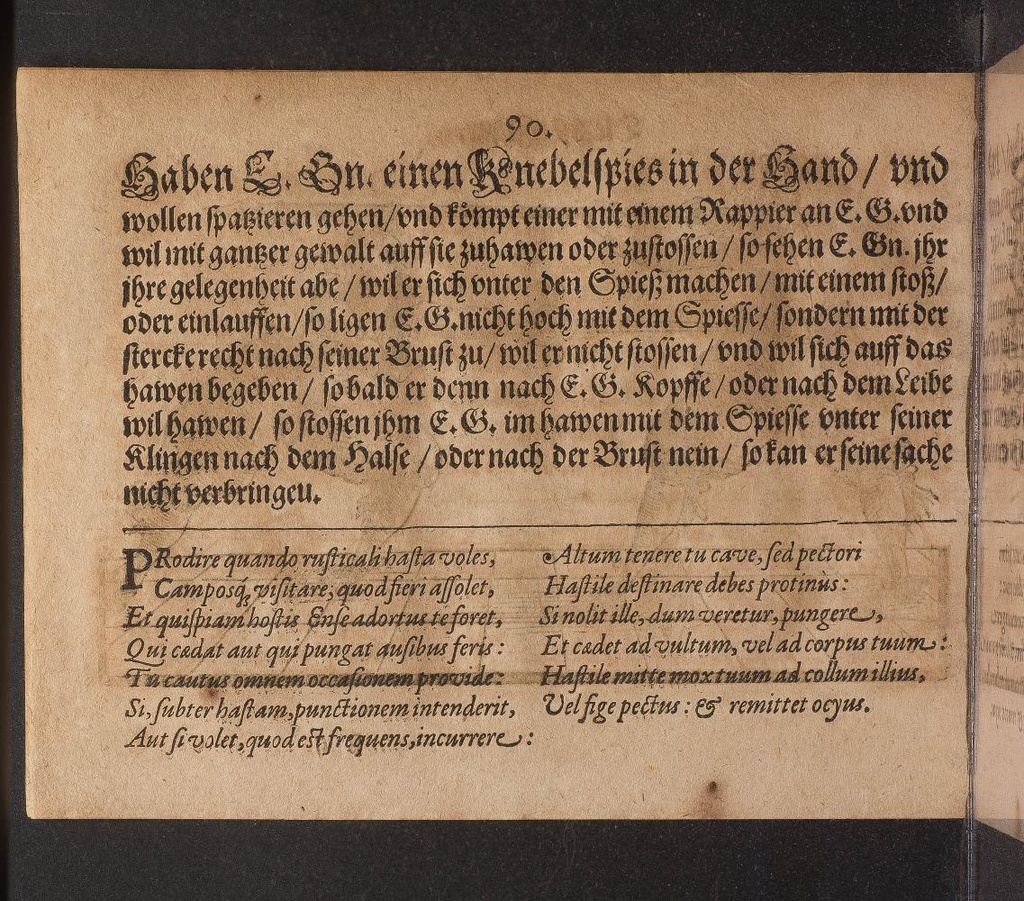 90.
Haben E. Gn. einen Knebelspies in der Hand / vnd
wollen spatzieren gehen / vnd kömpt einer mit einem Rappier an E. G. vnd
wil mit gantzer gewalt auff sie zuhawen oder zustossen / so sehen E. Gn. jhr
jhre gelegenheit abe / wil er sich vnter den Spieß machen / mit einem stoß /
oder einlauffen / so ligen E. G. nicht hoch mit dem Spiesse / sondern mit der
stercke recht nach seiner Brust zu / wil er nicht stossen / vnd wil sich auff das
hawen begeben / so bald er denn nach E. G. Kopffe / oder nach dem Leibe
wil hawen / so stossen jhm E. G. im hawen mit dem Spiesse vnter seiner
Klingen nach dem Halse / oder nach der Brust nein / so kan er seine sache
nicht verbringeu.
PRodire quando rusticali hasta voles,
Camposq́, visitare; quod fieri assolet,
Et quispiam hostis Ense adortus te foret,
Qui cædat aut qui pungat ausibus feris:
Tu cautus omnem occasionem provide:
Si, subter hastam, punctionem intenderit,
Aut si volet, quod est frequens, incurrere:
Altum tenere tu cave, sed pectori
Hastile destinare debes protinus:
Si nolit ille, dum veretur, pungere,
Et cædet ad vultum, vel ad corpus tuum:
Hastile mitte mox tuum ad collum illius,
Vel fige pectus: & remittet ocyus.